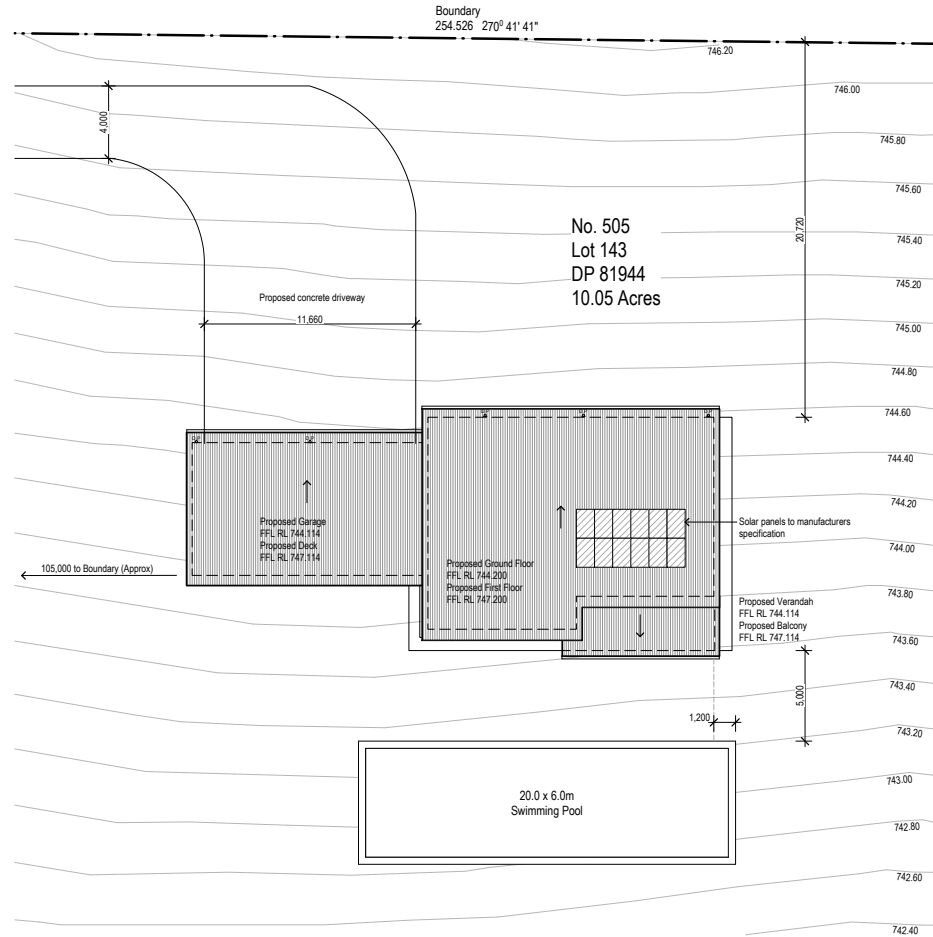 Boundary
254.526 270⁰ 41' 41"
746.20
746.00
4,000
745.80
745.60
No. 505
Lot 143
DP 81944
10.05 Acres
20,720
745.40
745.20
Proposed concrete driveway
11,660
745.00
744.80
744.60
DP
DP
DP
DP
DP
744.40
744.20
Proposed Garage
FFL RL 744.114
Proposed Deck
FFL RL 747.114
Solar panels to manufacturers
specification
744.00
105,000 to Boundary (Approx)
Proposed Ground Floor
FFL RL 744.200
Proposed First Floor
FFL RL 747.200
743.80
Proposed Verandah
FFL RL 744.114
Proposed Balcony
FFL RL 747.114
743.60
743.40
5,000
1,200
743.20
743.00
20.0 x 6.0m
Swimming Pool
742.80
742.60
742.40